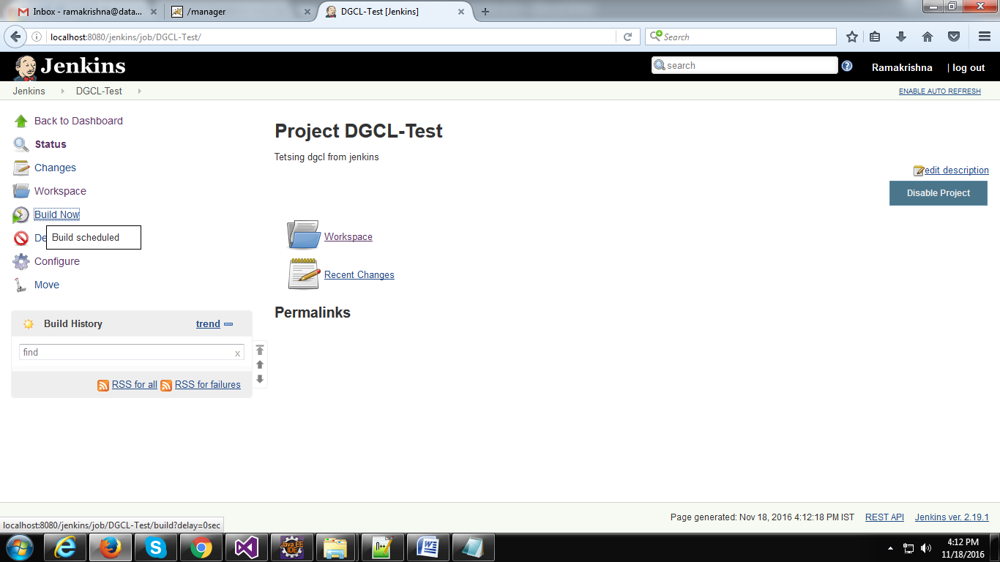 Inbox - ramakrishna@data... × /manager × DGCL-Test [Jenkins] ×
localhost:8080/jenkins/job/DGCL-Test/ Search
Jenkins search Ramakrishna | log out
Jenkins DGCL-Test ENABLE AUTO REFRESH
Back to Dashboard
Status
Changes
Workspace
Build Now
De
Build scheduled
Configure
Move
Build History trend
find x
RSS for all RSS for failures
Project DGCL-Test
Tetsing dgcl from jenkins
edit description
Disable Project
Workspace
Recent Changes
Permalinks
Page generated: Nov 18, 2016 4:12:18 PM IST REST API Jenkins ver. 2.19.1
localhost:8080/jenkins/job/DGCL-Test/build?delay=0sec
Java EE
IDE
4:12 PM
11/18/2016